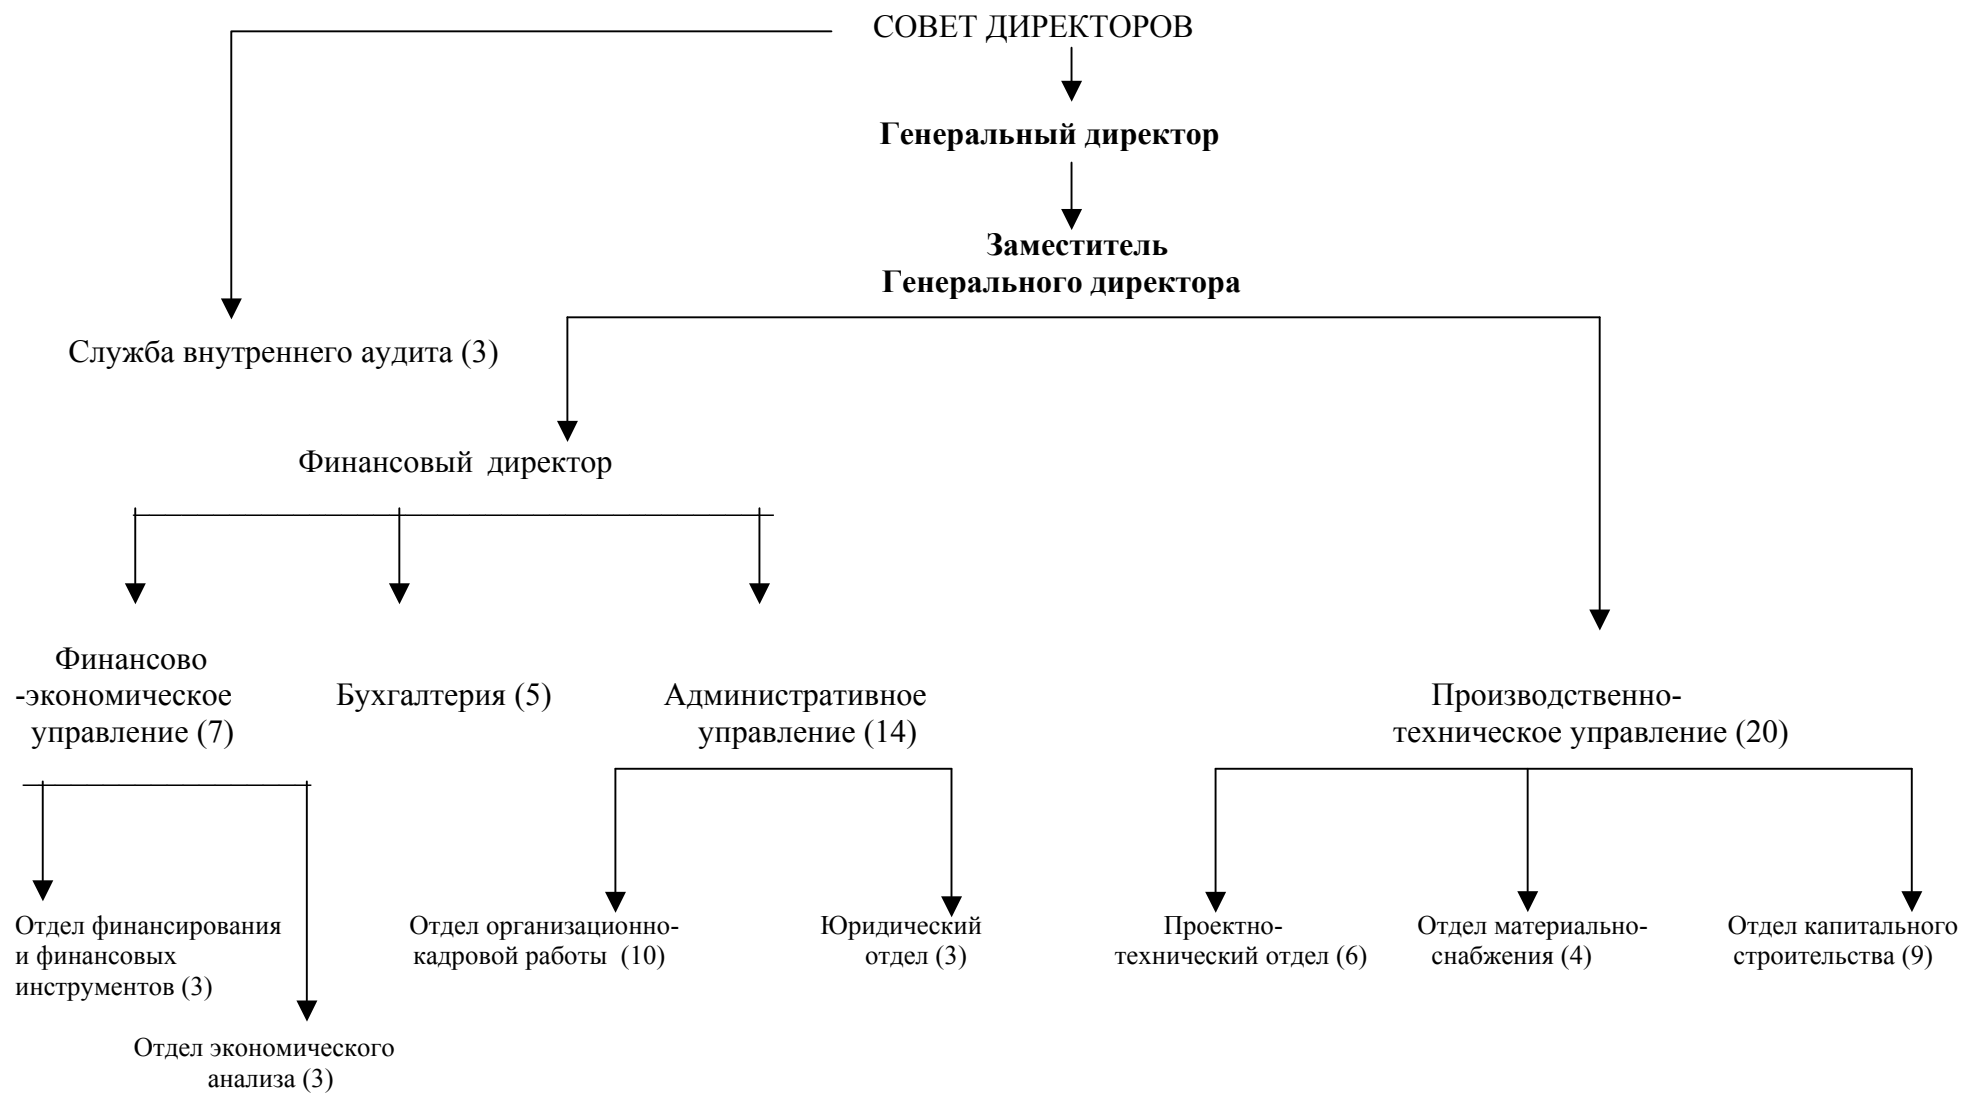 СОВЕТ ДИРЕКТОРОВ
Генеральный директор
Заместитель
Генерального директора
Служба внутреннего аудита (3)
Финансовый директор
Финансово
-экономическое
управление (7)
Бухгалтерия (5)
Административное
управление (14)
Производственно-
техническое управление (20)
Отдел финансирования
и финансовых
инструментов (3)
Отдел экономического
анализа (3)
Отдел организационно-
кадровой работы (10)
Юридический
отдел (3)
Проектно-
технический отдел (6)
Отдел материально-
снабжения (4)
Отдел капитального
строительства (9)